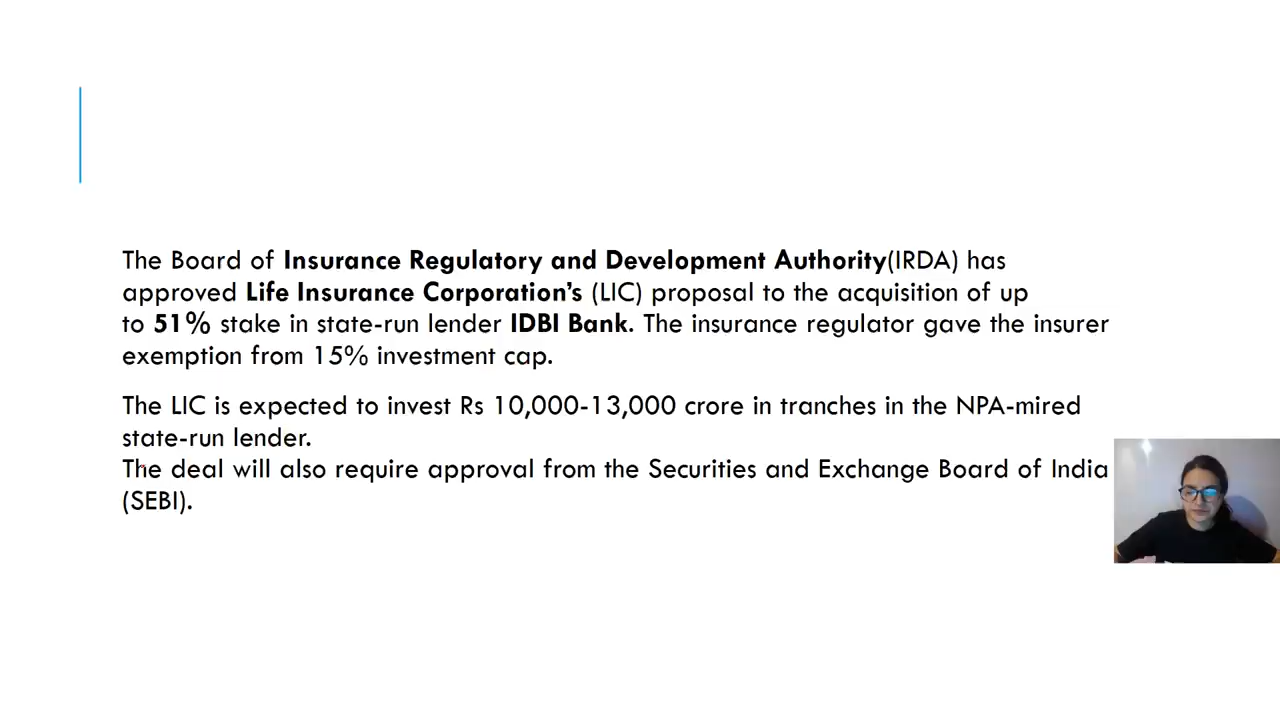 The Board of Insurance Regulatory and Development Authority(IRDA) has
approved Life Insurance Corporation’s (LIC) proposal to the acquisition of up
to 51% stake in state-run lender IDBI Bank. The insurance regulator gave the insurer
exemption from 15% investment cap.
The LIC is expected to invest Rs 10,000-13,000 crore in tranches in the NPA-mired
state-run lender.
The deal will also require approval from the Securities and Exchange Board of India
(SEBI).